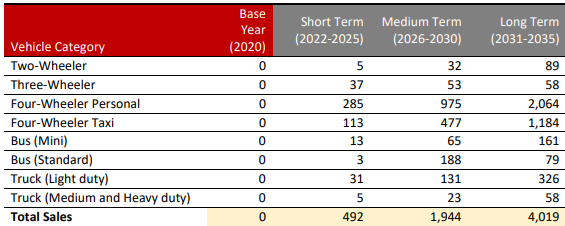 Vehicle Category Base Year (2020) Short Term (2022-2025) Medium Term (2026-2030) Long Term (2031-2035)
Two-Wheeler 0 5 32 89
Three-Wheeler 0 37 53 58
Four-Wheeler Personal 0 285 975 2,064
Four-Wheeler Taxi 0 113 477 1,184
Bus (Mini) 0 13 65 161
Bus (Standard) 0 3 188 79
Truck (Light duty) 0 31 131 326
Truck (Medium and Heavy duty) 0 5 23 58
Total Sales 0 492 1,944 4,019